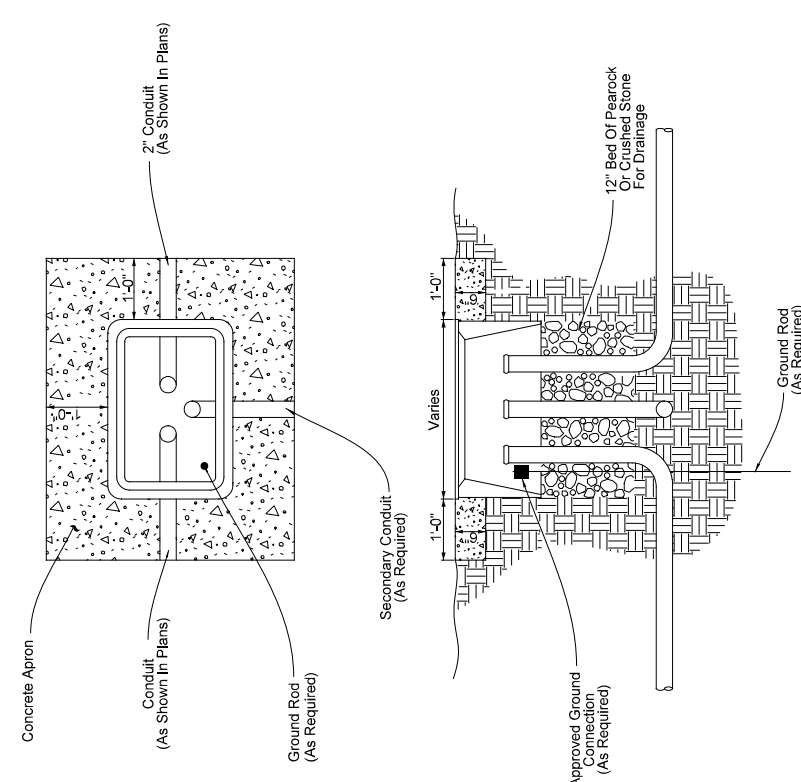 2" Conduit
(As Shown In Plans)
1'-0"
1'-0"
Concrete Apron
Conduit
(As Shown In Plans)
Ground Rod
(As Required)
Secondary Conduit
(As Required)
12" Bed Of Pearock
Or Crushed Stone
For Drainage
1'-0"
6"
Varies
1'-0"
6"
Ground Rod
(As Required)
Approved Ground
Connection
(As Required)